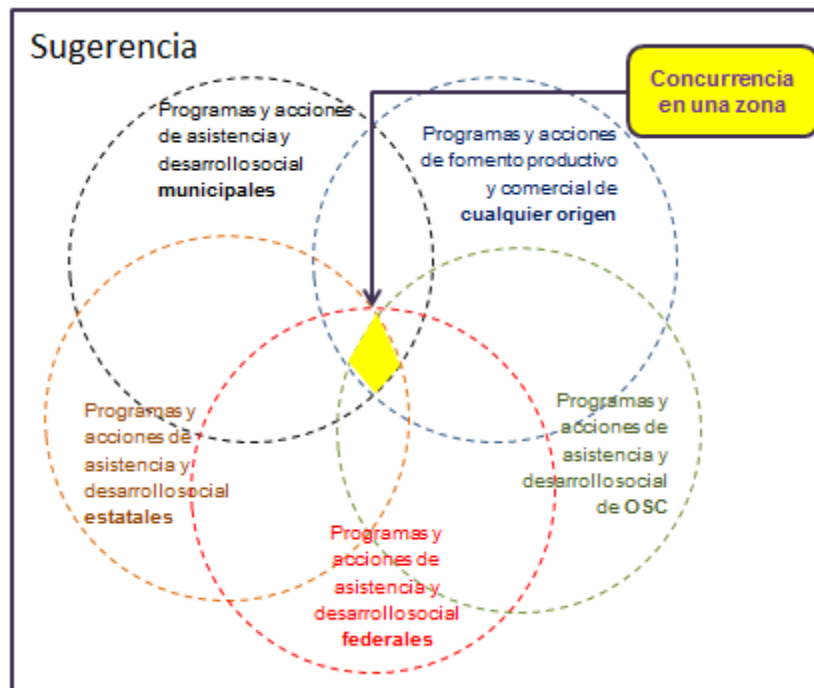 Sugerencia
Concurrencia
en una zona
Programas y acciones
de asistencia y
desarrollo social
municipales
Programas y acciones
de fomento productivo
y comercial de
cualquier origen
Programas y
acciones de
asistencia y
desarrollo social
estatales
Programas y
acciones de
asistencia y
desarrollo social
de OSC
Programas y
acciones de
asistencia y
desarrollo social
federales